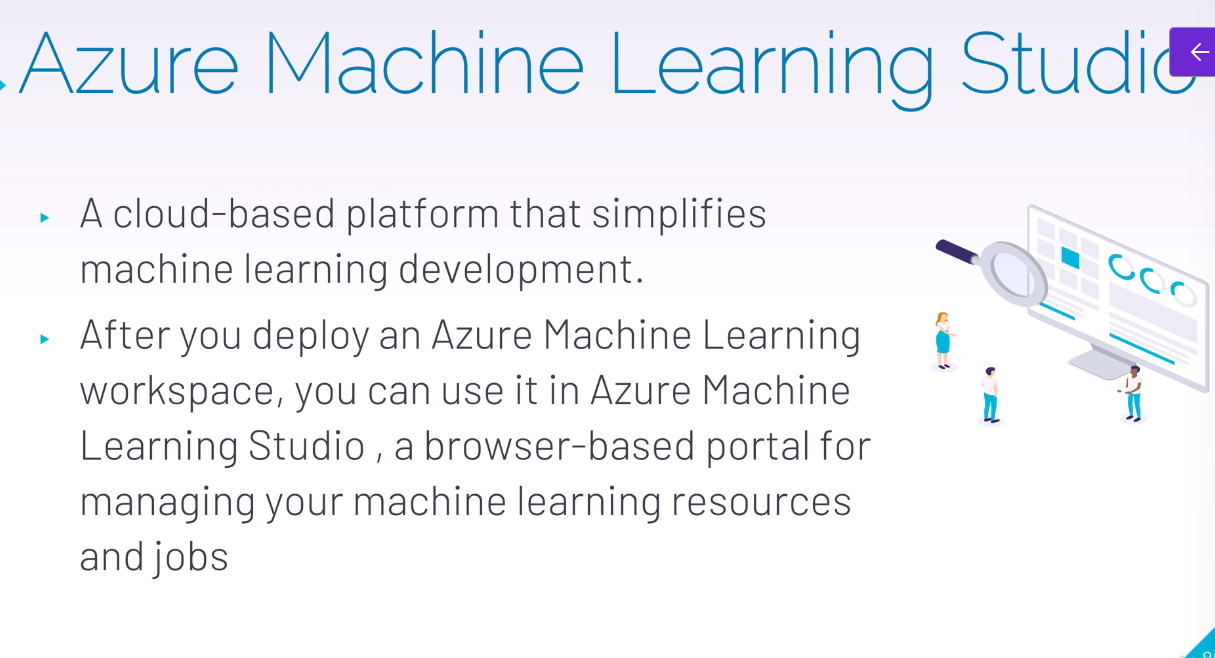 Azure Machine Learning Studio
A cloud-based platform that simplifies
machine learning development.
After you deploy an Azure Machine Learning
workspace, you can use it in Azure Machine
Learning Studio , a browser-based portal for
managing your machine learning resources
and jobs